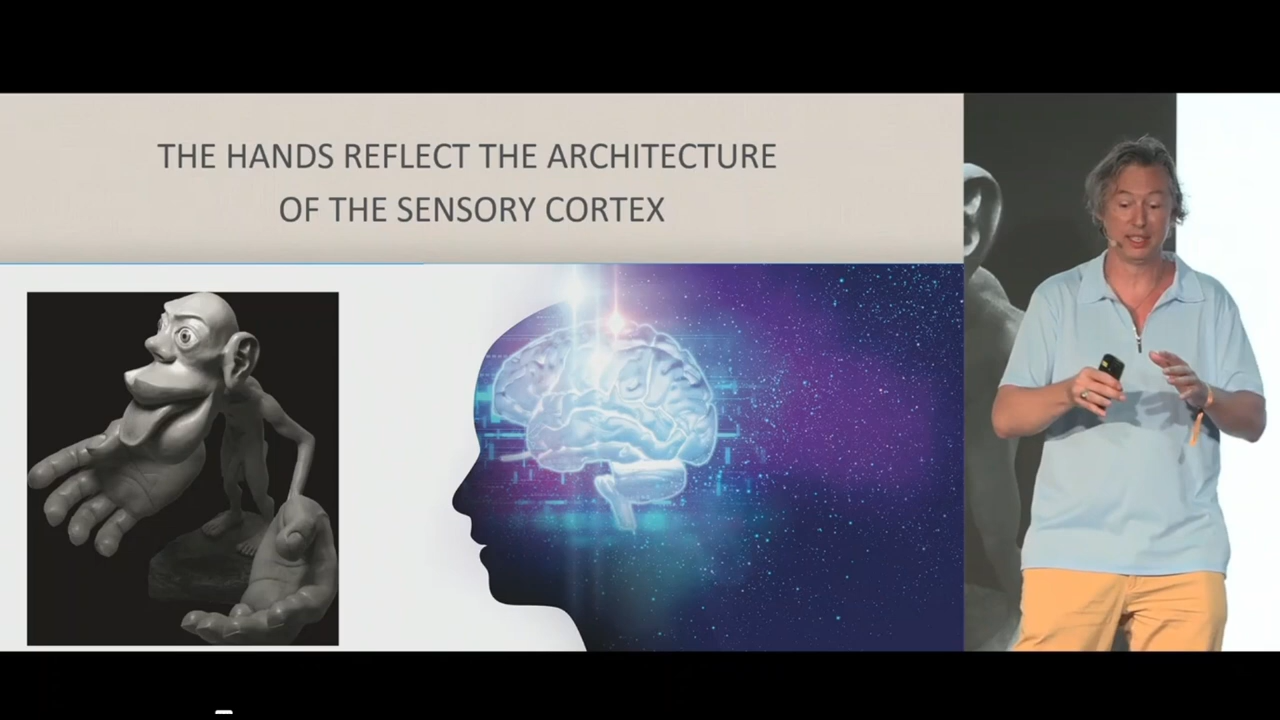 THE HANDS REFLECT THE ARCHITECTURE
OF THE SENSORY CORTEX